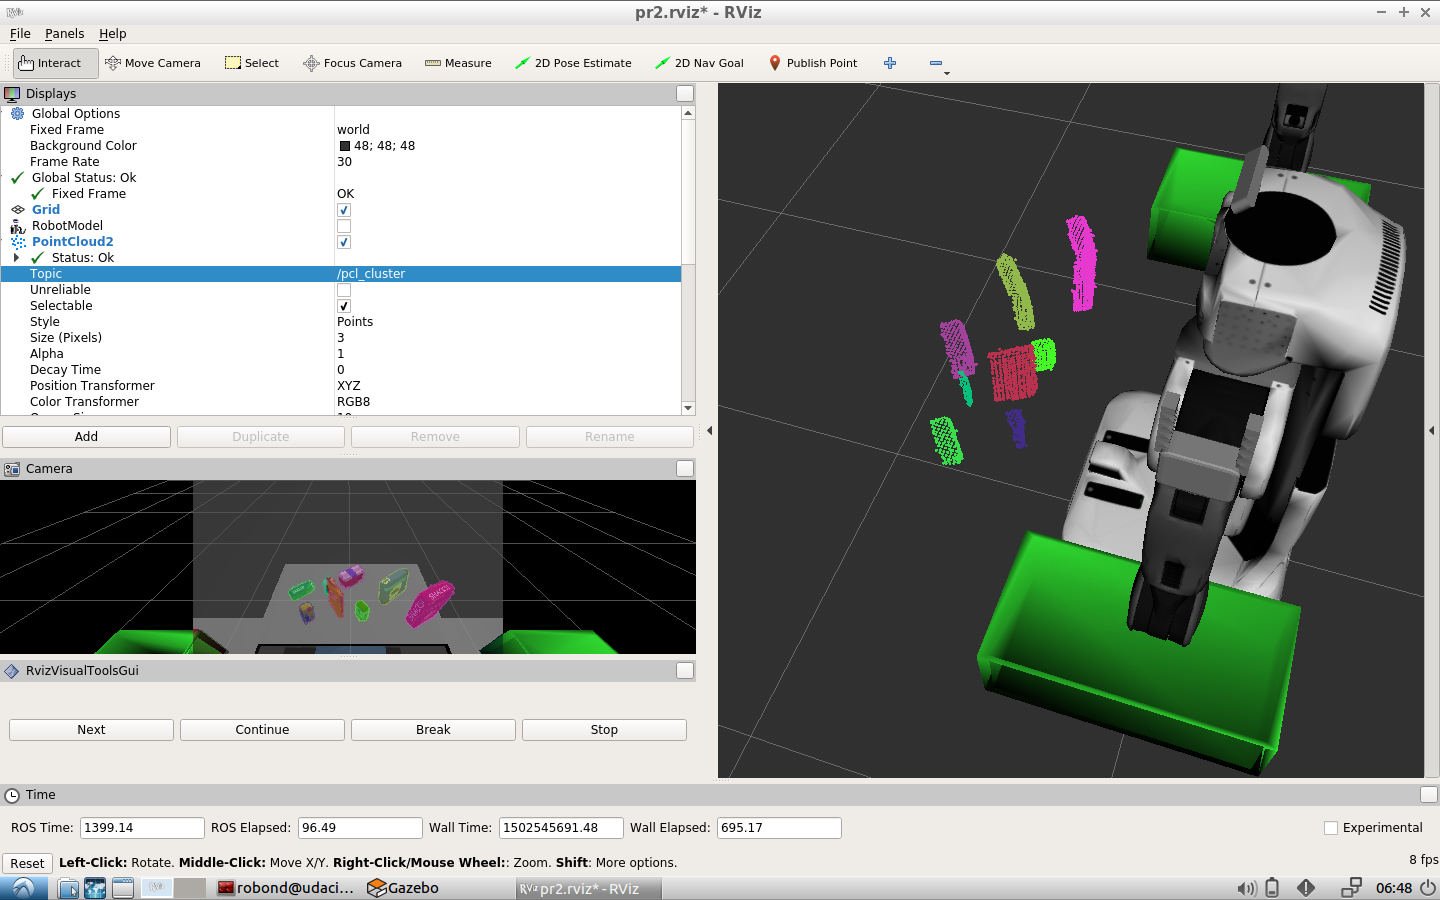 pr2.rviz* - RViz
File Panels Help
Interact Move Camera Select Focus Camera Measure 2D Pose Estimate 2D Nav Goal Publish Point
Displays
Global Options
Fixed Frame world
Background Color 48; 48; 48
Frame Rate 30
Global Status: Ok
Fixed Frame OK
Grid
RobotModel
PointCloud2
Status: Ok
Topic /pcl_cluster
Unreliable
Selectable
Style Points
Size (Pixels) 3
Alpha 1
Decay Time 0
Position Transformer XYZ
Color Transformer RGB8
Add Duplicate Remove Rename
Camera
RvizVisualToolsGui
Next Continue Break Stop
Time
ROS Time: 1399.14 ROS Elapsed: 96.49 Wall Time: 1502545691.48 Wall Elapsed: 695.17 Experimental
Reset Left-Click: Rotate. Middle-Click: Move X/Y. Right-Click/Mouse Wheel:: Zoom. Shift: More options. 8 fps
robond@udaci... Gazebo RViz pr2.rviz* - RViz 06:48